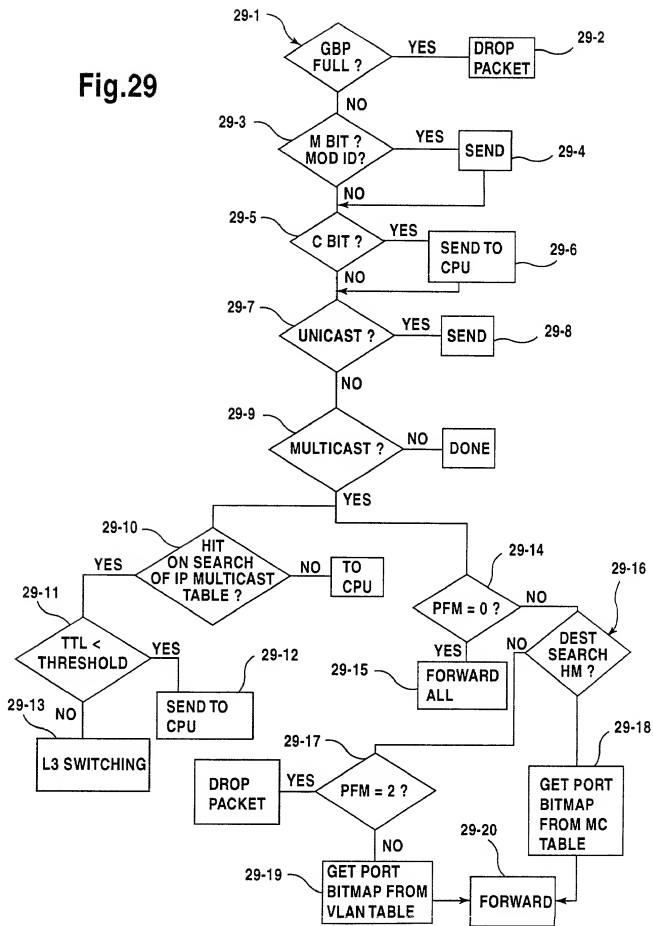 Fig.29
29-1
GBP
FULL ?
YES
DROP
PACKET
29-2
NO
29-3
M BIT ?
MOD ID?
YES
SEND
29-4
NO
29-5
C BIT ?
YES
SEND TO
CPU
29-6
NO
29-7
UNICAST ?
YES
SEND
29-8
NO
29-9
MULTICAST ?
NO
DONE
YES
29-10
HIT
ON SEARCH
OF IP MULTICAST
TABLE ?
YES
NO
TO
CPU
29-11
TTL <
THRESHOLD
YES
29-12
SEND TO
CPU
29-13
NO
L3 SWITCHING
29-14
PFM = 0 ?
NO
YES
29-15
FORWARD
ALL
29-16
DEST
SEARCH
HM ?
NO
29-17
PFM = 2 ?
YES
DROP
PACKET
NO
29-18
GET PORT
BITMAP
FROM MC
TABLE
29-19
GET PORT
BITMAP FROM
VLAN TABLE
29-20
FORWARD